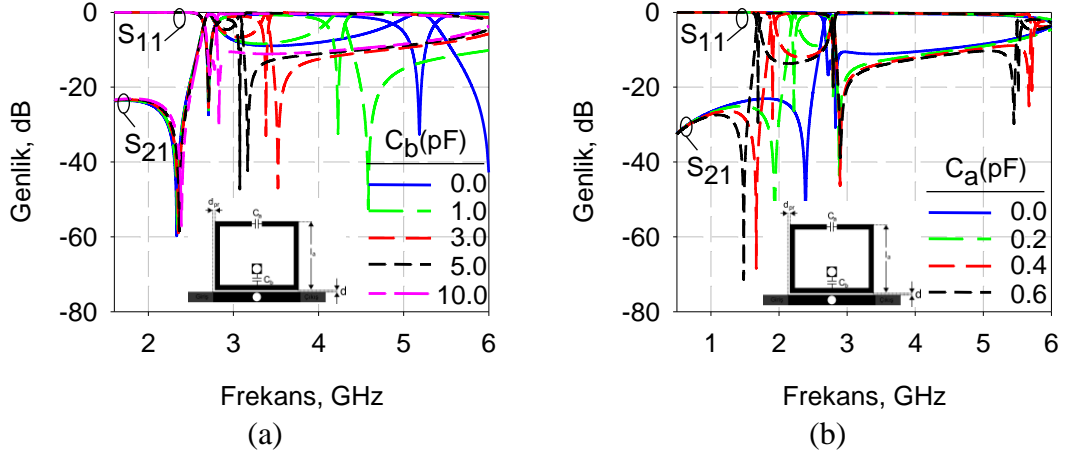 0
-20
-40
-60
-80
Genlik, dB
S11
S21
Cb(pF)
0.0
1.0
3.0
5.0
10.0
dpr
d
2
3
4
5
6
Frekans, GHz
(a)
0
-20
-40
-60
-80
Genlik, dB
S11
S21
Ca(pF)
0.0
0.2
0.4
0.6
dpr
d
1
2
3
4
5
6
Frekans, GHz
(b)